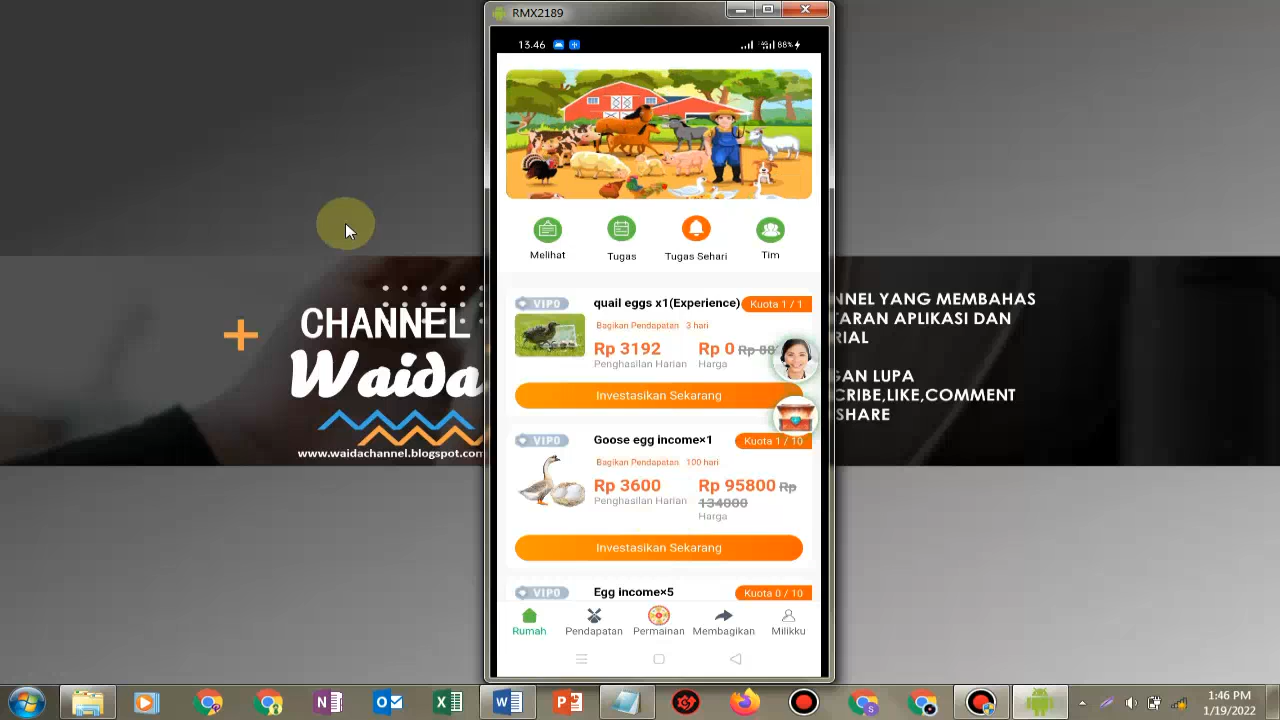 RMX2189
13.46
88%
Melihat
Tugas
Tugas Sehari
Tim
VIP0
quail eggs x1(Experience)
Kuota 1 / 1
Bagikan Pendapatan 3 hari
Rp 3192
Rp 0
Penghasilan Harian
Harga
Investasikan Sekarang
VIP0
Goose egg income×1
Kuota 1 / 10
Bagikan Pendapatan 100 hari
Rp 3600
Rp 95800 Rp
134000
Penghasilan Harian
Harga
Investasikan Sekarang
VIP0
Egg income×5
Kuota 0 / 10
Rumah
Pendapatan
Permainan
Membagikan
Milikku
CHANNEL
Waida
www.waidachannel.blogspot.com
NNEL YANG MEMBAHAS
TARAN APLIKASI DAN
RIAL
GAN LUPA
CRIBE,LIKE,COMMENT
SHARE
1:46 PM
1/19/2022